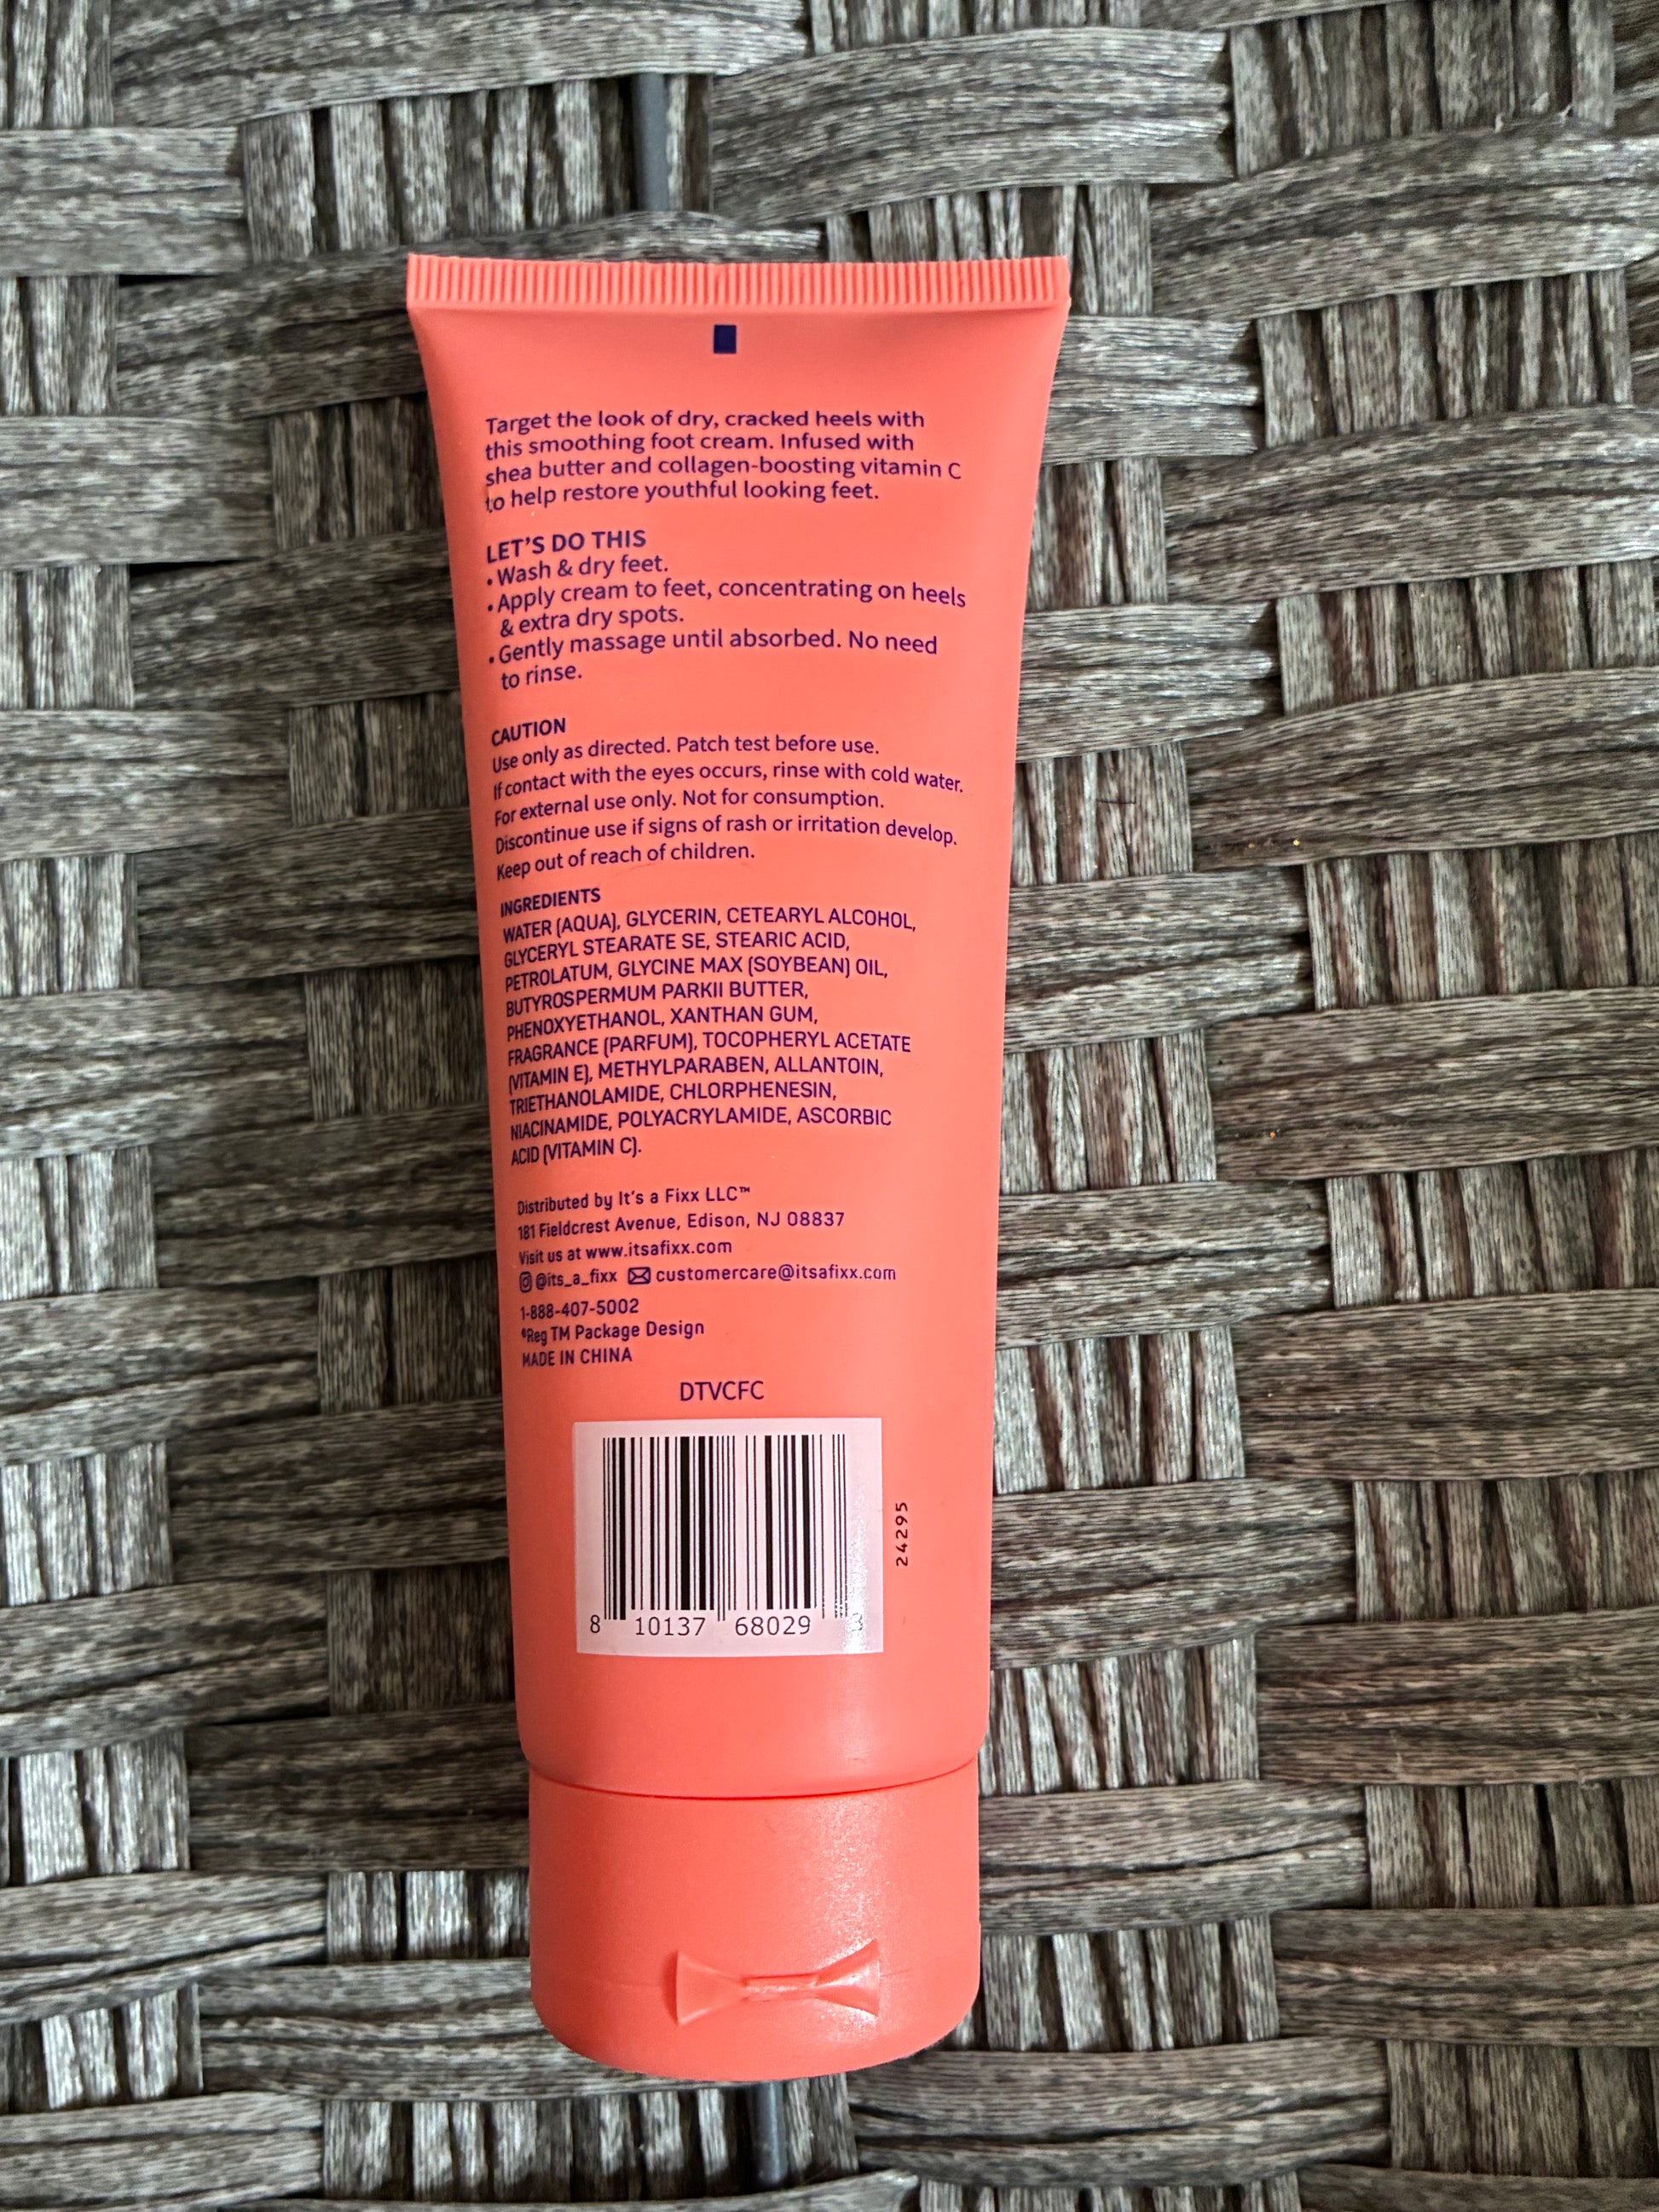 Target the look of dry, cracked heels with
this smoothing foot cream. Infused with
shea butter and collagen-boosting vitamin C
to help restore youthful looking feet.
LET'S DO THIS
• Wash & dry feet.
• Apply cream to feet, concentrating on heels
& extra dry spots.
• Gently massage until absorbed. No need
to rinse.
CAUTION
Use only as directed. Patch test before use.
If contact with the eyes occurs, rinse with cold water.
For external use only. Not for consumption.
Discontinue use if signs of rash or irritation develop.
Keep out of reach of children.
INGREDIENTS
WATER (AQUA), GLYCERIN, CETEARYL ALCOHOL,
GLYCERYL STEARATE SE, STEARIC ACID,
PETROLATUM, GLYCINE MAX (SOYBEAN) OIL,
BUTYROSPERMUM PARKII BUTTER,
PHENOXYETHANOL, XANTHAN GUM,
FRAGRANCE (PARFUM), TOCOPHERYL ACETATE
(VITAMIN E), METHYLPARABEN, ALLANTOIN,
TRIETHANOLAMIDE, CHLORPHENESIN,
NIACINAMIDE, POLYACRYLAMIDE, ASCORBIC
ACID (VITAMIN C).
Distributed by It's a Fixx LLC™
181 Fieldcrest Avenue, Edison, NJ 08837
Visit us at www.itsafixx.com
@its_a_fixx customercare@itsafixx.com
1-888-407-5002
®Reg TM Package Design
MADE IN CHINA
DTVCFC
24295
8 10137 68029 8